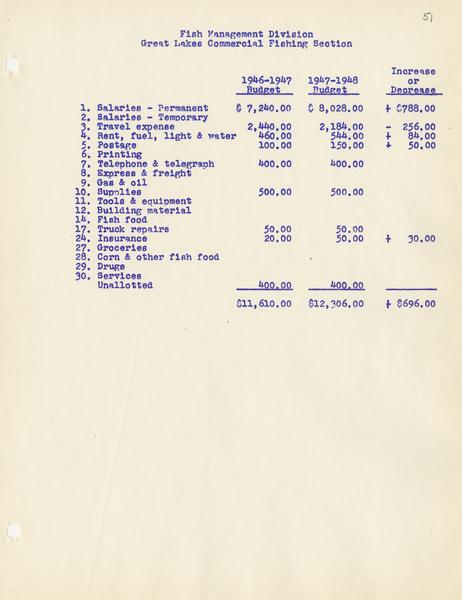 51
Fish Management Division
Great Lakes Commercial Fishing Section
Increase
1946-1947 1947-1948 or
Budget Budget Decrease
1. Salaries - Permanent $ 7,240.00 $ 8,028.00 + $788.00
2. Salaries - Temporary
3. Travel expense 2,440.00 2,184.00 - 256.00
4. Rent, fuel, light & water 460.00 544.00 + 84.00
5. Postage 100.00 150.00 + 50.00
6. Printing
7. Telephone & telegraph 400.00 400.00
8. Express & freight
9. Gas & oil
10. Supplies 500.00 500.00
11. Tools & equipment
12. Building material
14. Fish food
17. Truck repairs 50.00 50.00
24. Insurance 20.00 50.00 + 30.00
27. Groceries
28. Corn & other fish food
29. Drugs
30. Services
Unallotted 400.00 400.00
$11,610.00 $12,306.00 + $696.00